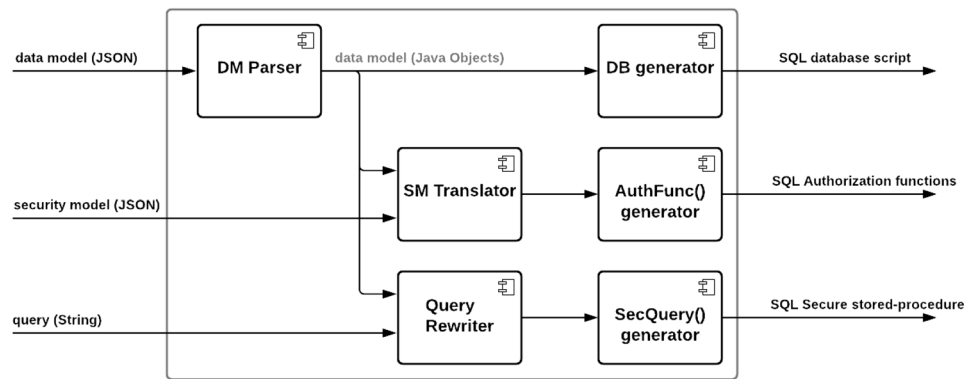 data model (JSON)
DM Parser
data model (Java Objects)
DB generator
SQL database script
security model (JSON)
SM Translator
AuthFunc()
generator
SQL Authorization functions
query (String)
Query
Rewriter
SecQuery()
generator
SQL Secure stored-procedure